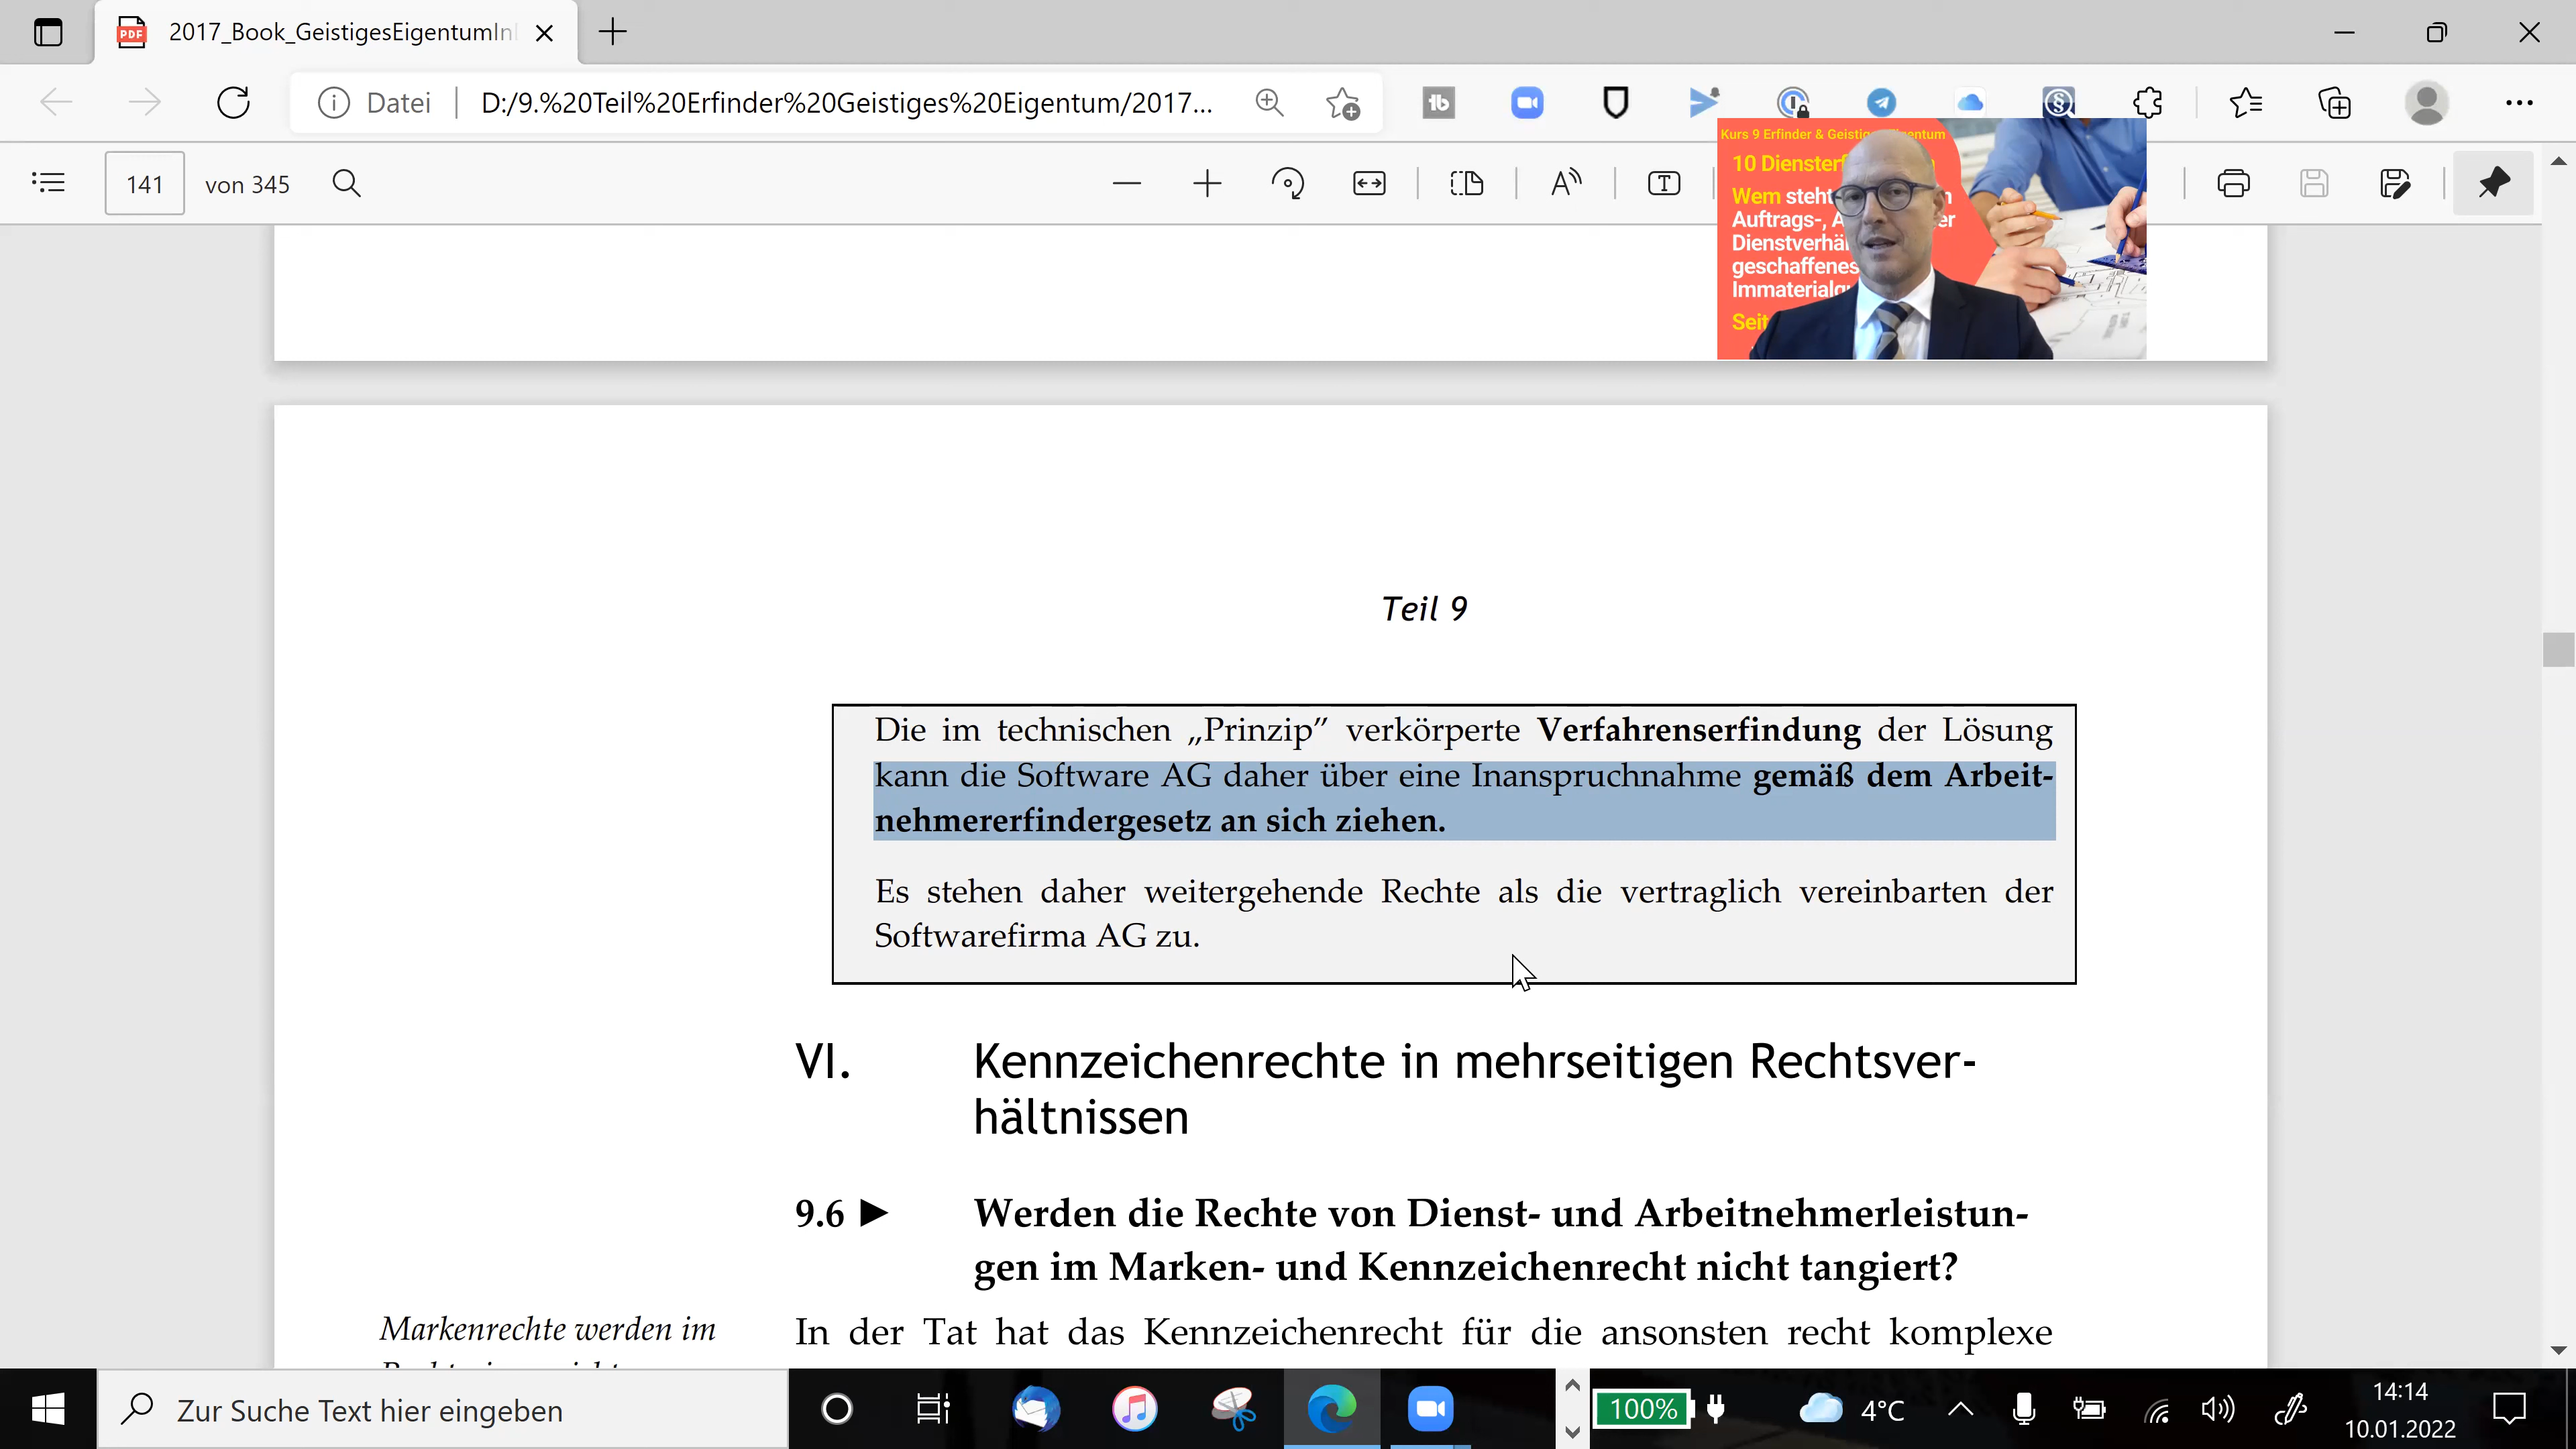 2017_Book_GeistigesEigentumIn
Datei
D:/9.%20Teil%20Erfinder%20Geistiges%20Eigentum/2017...
141 von 345
Kurs 9 Erfinder & Geistig
Wem steht
Auftrags-,
geschaffenes
Teil 9
Die im technischen „Prinzip” verkörperte Verfahrenserfindung der Lösung
kann die Software AG daher über eine Inanspruchnahme gemäß dem Arbeit-
nehmererfindergesetz an sich ziehen.
Es stehen daher weitergehende Rechte als die vertraglich vereinbarten der
Softwarefirma AG zu.
VI. Kennzeichenrechte in mehrseitigen Rechtsver-
hältnissen
9.6 ► Werden die Rechte von Dienst- und Arbeitnehmerleistun-
gen im Marken- und Kennzeichenrecht nicht tangiert?
Markenrechte werden im
In der Tat hat das Kennzeichenrecht für die ansonsten recht komplexe
Zur Suche Text hier eingeben
100%
4°C
14:14
10.01.2022